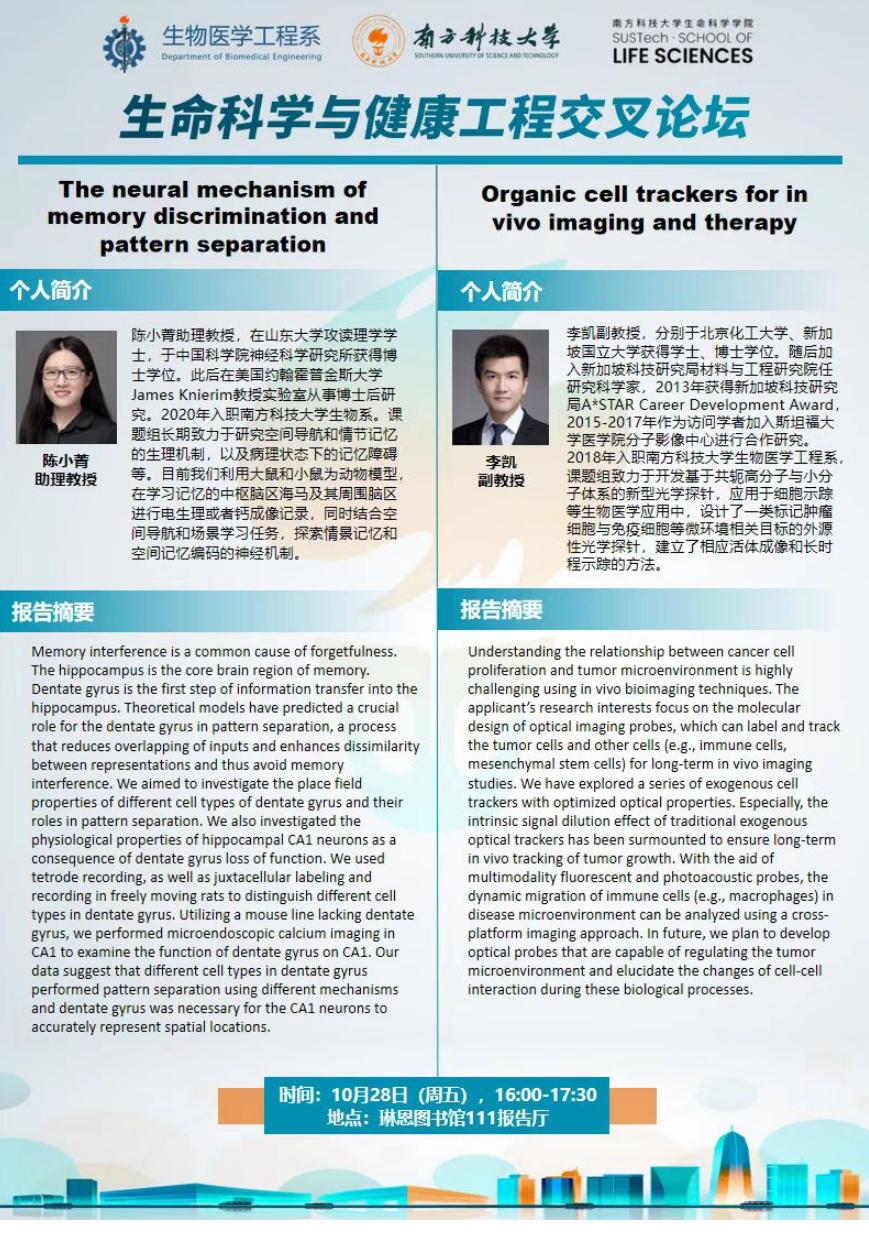 生物医学工程系
Department of Biomedical Engineering
南方科技大学
SOUTHERN UNIVERSITY OF SCIENCE AND TECHNOLOGY
南方科技大学生命科学学院
SUSTech · SCHOOL OF
LIFE SCIENCES
生命科学与健康工程交叉论坛
The neural mechanism of
memory discrimination and
pattern separation
个人简介
陈小菁
助理教授
陈小菁助理教授，在山东大学攻读理学学
士，于中国科学院神经科学研究所获得博
士学位。此后在美国约翰霍普金斯大学
James Knierim教授实验室从事博士后研
究。2020年入职南方科技大学生物系。课
题组长期致力于研究空间导航和情节记忆
的生理机制，以及病理状态下的记忆障碍
等。目前我们利用大鼠和小鼠为动物模型，
在学习记忆的中枢脑区海马及其周围脑区
进行电生理或者钙成像记录，同时结合空
间导航和场景学习任务，探索情景记忆和
空间记忆编码的神经机制。
报告摘要
Memory interference is a common cause of forgetfulness.
The hippocampus is the core brain region of memory.
Dentate gyrus is the first step of information transfer into the
hippocampus. Theoretical models have predicted a crucial
role for the dentate gyrus in pattern separation, a process
that reduces overlapping of inputs and enhances dissimilarity
between representations and thus avoid memory
interference. We aimed to investigate the place field
properties of different cell types of dentate gyrus and their
roles in pattern separation. We also investigated the
physiological properties of hippocampal CA1 neurons as a
consequence of dentate gyrus loss of function. We used
tetrode recording, as well as juxtacellular labeling and
recording in freely moving rats to distinguish different cell
types in dentate gyrus. Utilizing a mouse line lacking dentate
gyrus, we performed microendoscopic calcium imaging in
CA1 to examine the function of dentate gyrus on CA1. Our
data suggest that different cell types in dentate gyrus
performed pattern separation using different mechanisms
and dentate gyrus was necessary for the CA1 neurons to
accurately represent spatial locations.
Organic cell trackers for in
vivo imaging and therapy
个人简介
李凯
副教授
李凯副教授，分别于北京化工大学、新加
坡国立大学获得学士、博士学位。随后加
入新加坡科技研究局材料与工程研究院任
研究科学家，2013年获得新加坡科技研究
局A*STAR Career Development Award，
2015-2017年作为访问学者加入斯坦福大
学医学院分子影像中心进行合作研究。
2018年入职南方科技大学生物医学工程系，
课题组致力于开发基于共轭高分子与小分
子体系的新型光学探针，应用于细胞示踪
等生物医学应用中，设计了一类标记肿瘤
细胞与免疫细胞等微环境相关目标的外源
性光学探针，建立了相应活体成像和长时
程示踪的方法。
报告摘要
Understanding the relationship between cancer cell
proliferation and tumor microenvironment is highly
challenging using in vivo bioimaging techniques. The
applicant's research interests focus on the molecular
design of optical imaging probes, which can label and track
the tumor cells and other cells (e.g., immune cells,
mesenchymal stem cells) for long-term in vivo imaging
studies. We have explored a series of exogenous cell
trackers with optimized optical properties. Especially, the
intrinsic signal dilution effect of traditional exogenous
optical trackers has been surmounted to ensure long-term
in vivo tracking of tumor growth. With the aid of
multimodality fluorescent and photoacoustic probes, the
dynamic migration of immune cells (e.g., macrophages) in
disease microenvironment can be analyzed using a cross-
platform imaging approach. In future, we plan to develop
optical probes that are capable of regulating the tumor
microenvironment and elucidate the changes of cell-cell
interaction during these biological processes.
时间：10月28日（周五），16:00-17:30
地点：琳恩图书馆111报告厅